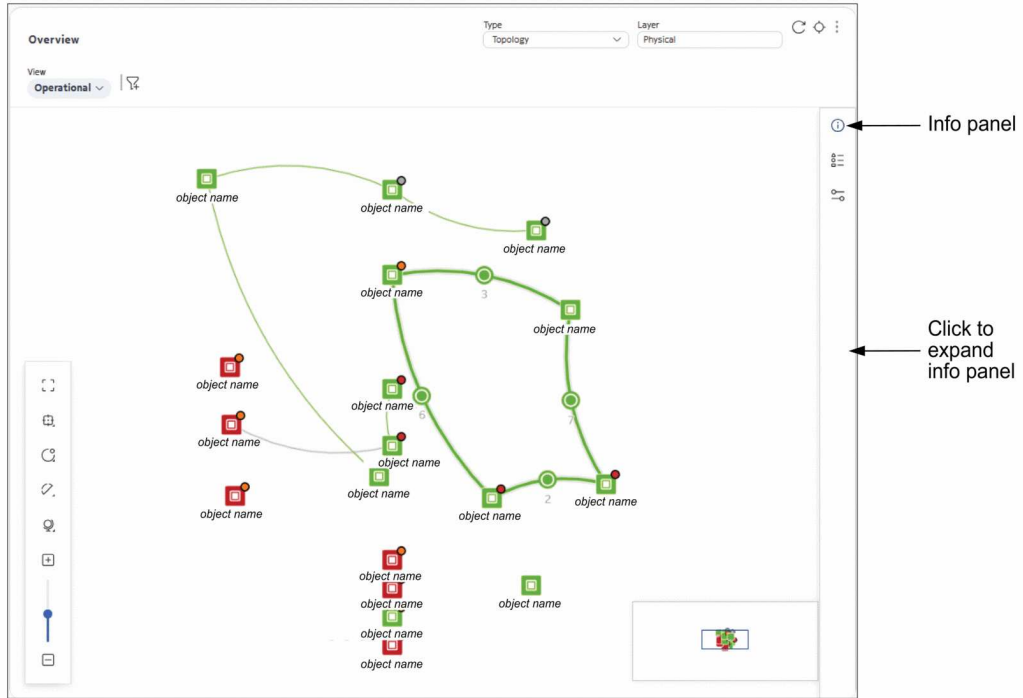 Overview
Type
Topology
Layer
Physical
View
Operational
Info panel
object name
object name
object name
object name
3
object name
Click to
expand
info panel
object name
object name
6
7
object name
object name
object name
2
object name
object name
object name
object name
object name
object name
object name
object name